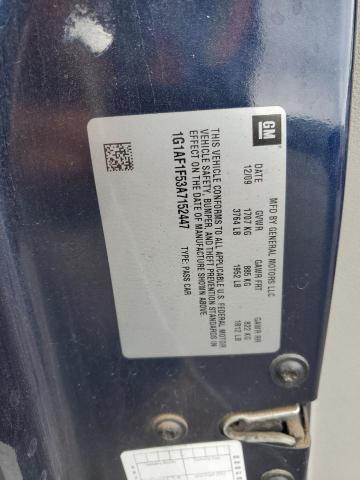 GM
MFD BY GENERAL MOTORS LLC
DATE GVWR GAWR FRT GAWR RR
12/09 1707 KG 885 KG 822 KG
3764 LB 1952 LB 1812 LB
THIS VEHICLE CONFORMS TO ALL APPLICABLE U.S. FEDERAL MOTOR
VEHICLE SAFETY, BUMPER, AND THEFT PREVENTION STANDARDS IN
EFFECT ON THE DATE OF MANUFACTURE SHOWN ABOVE.
1G1AF1F53A7152447 TYPE: PASS CAR